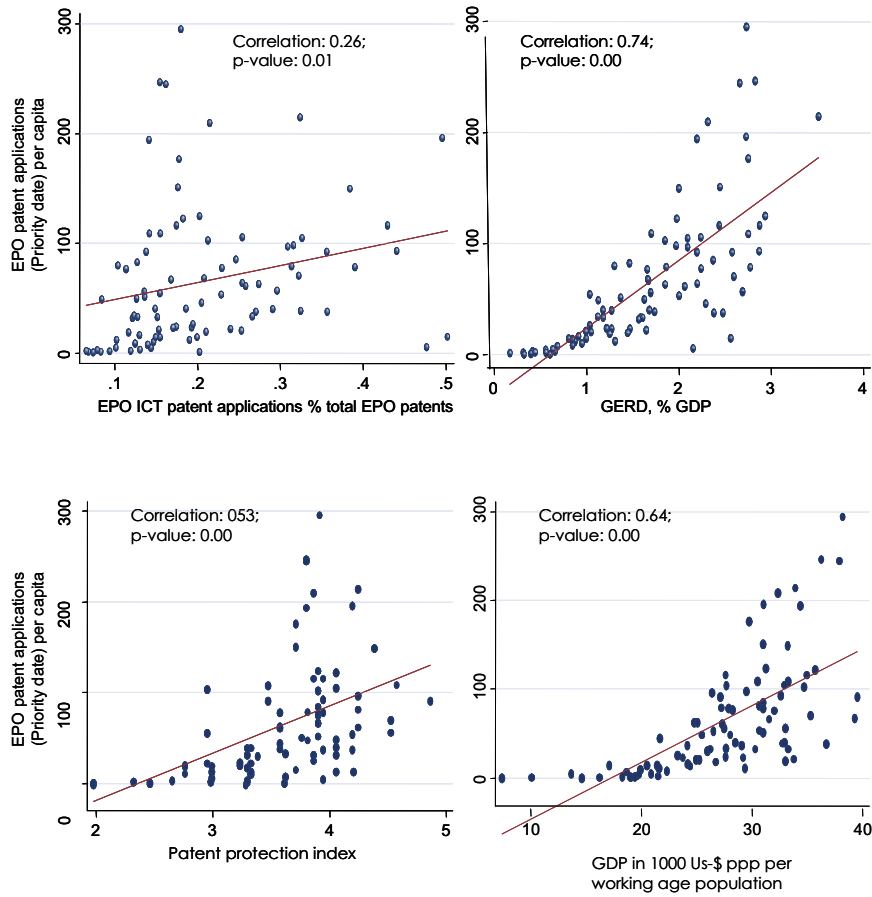 300
200
100
0
EPO patent applications
(Priority date) per capita
Correlation: 0.26;
p-value: 0.01
.1 .2 .3 .4 .5
EPO ICT patent applications % total EPO patents
300
200
100
0
Correlation: 0.74;
p-value: 0.00
0 1 2 3 4
GERD, % GDP
300
200
100
0
EPO patent applications
(Priority date) per capita
Correlation: 053;
p-value: 0.00
2 3 4 5
Patent protection index
300
200
100
0
Correlation: 0.64;
p-value: 0.00
10 20 30 40
GDP in 1000 Us-$ ppp per
working age population